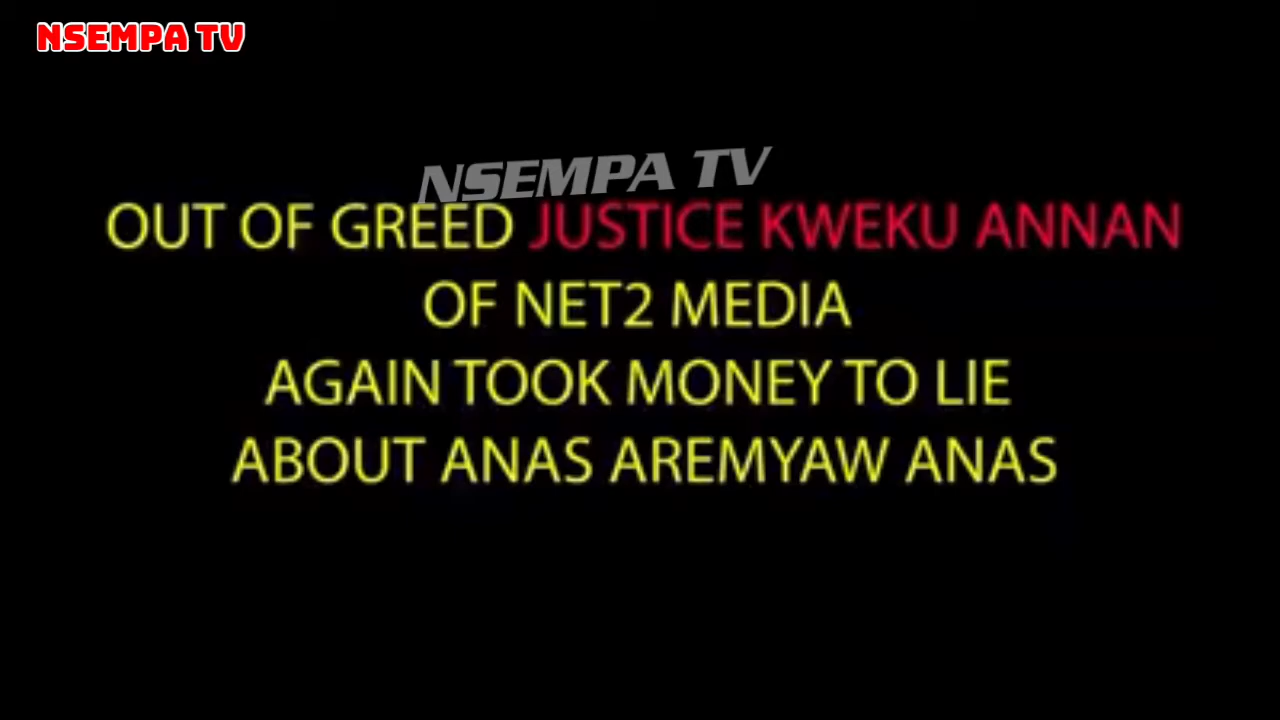 NSEMPA TV
NSEMPA TV
OUT OF GREED JUSTICE KWEKU ANNAN
OF NET2 MEDIA
AGAIN TOOK MONEY TO LIE
ABOUT ANAS AREMYAW ANAS